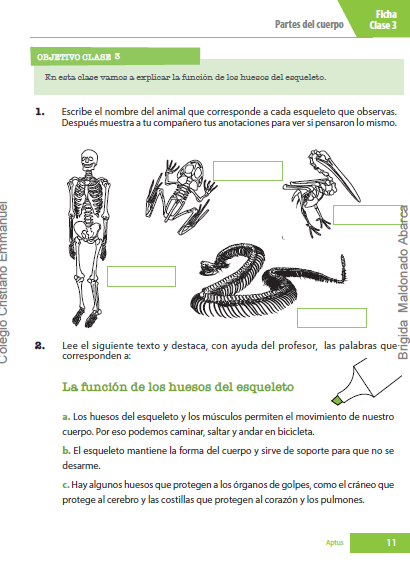 Partes del cuerpo
Ficha
Clase 3
OBJETIVO CLASE 3
En esta clase vamos a explicar la función de los huesos del esqueleto.
1. Escribe el nombre del animal que corresponde a cada esqueleto que observas.
Después muestra a tu compañero tus anotaciones para ver si pensaron lo mismo.
Colegio Cristiano Emmanuel
Brigida Maldonado Abarca
2. Lee el siguiente texto y destaca, con ayuda del profesor, las palabras que
corresponden a:
La función de los huesos del esqueleto
a. Los huesos del esqueleto y los músculos permiten el movimiento de nuestro
cuerpo. Por eso podemos caminar, saltar y andar en bicicleta.
b. El esqueleto mantiene la forma del cuerpo y sirve de soporte para que no se
desarme.
c. Hay algunos huesos que protegen a los órganos de golpes, como el cráneo que
protege al cerebro y las costillas que protegen al corazón y los pulmones.
Aptus
11